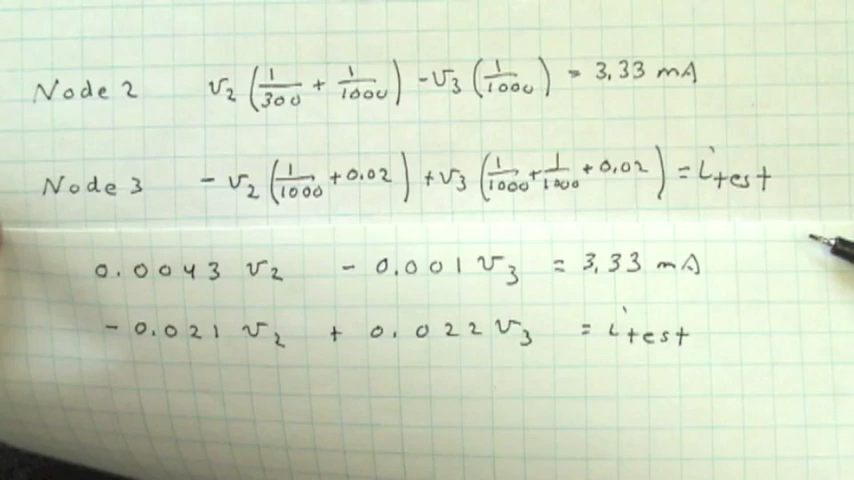 Node 2 v₂ (1/300 + 1/1000) - v₃ (1/1000) = 3.33 mA
Node 3 - v₂ (1/1000 + 0.02) + v₃ (1/1000 + 1/1000 + 0.02) = i_test
0.0043 v₂ - 0.001 v₃ = 3.33 mA
- 0.021 v₂ + 0.022 v₃ = i_test